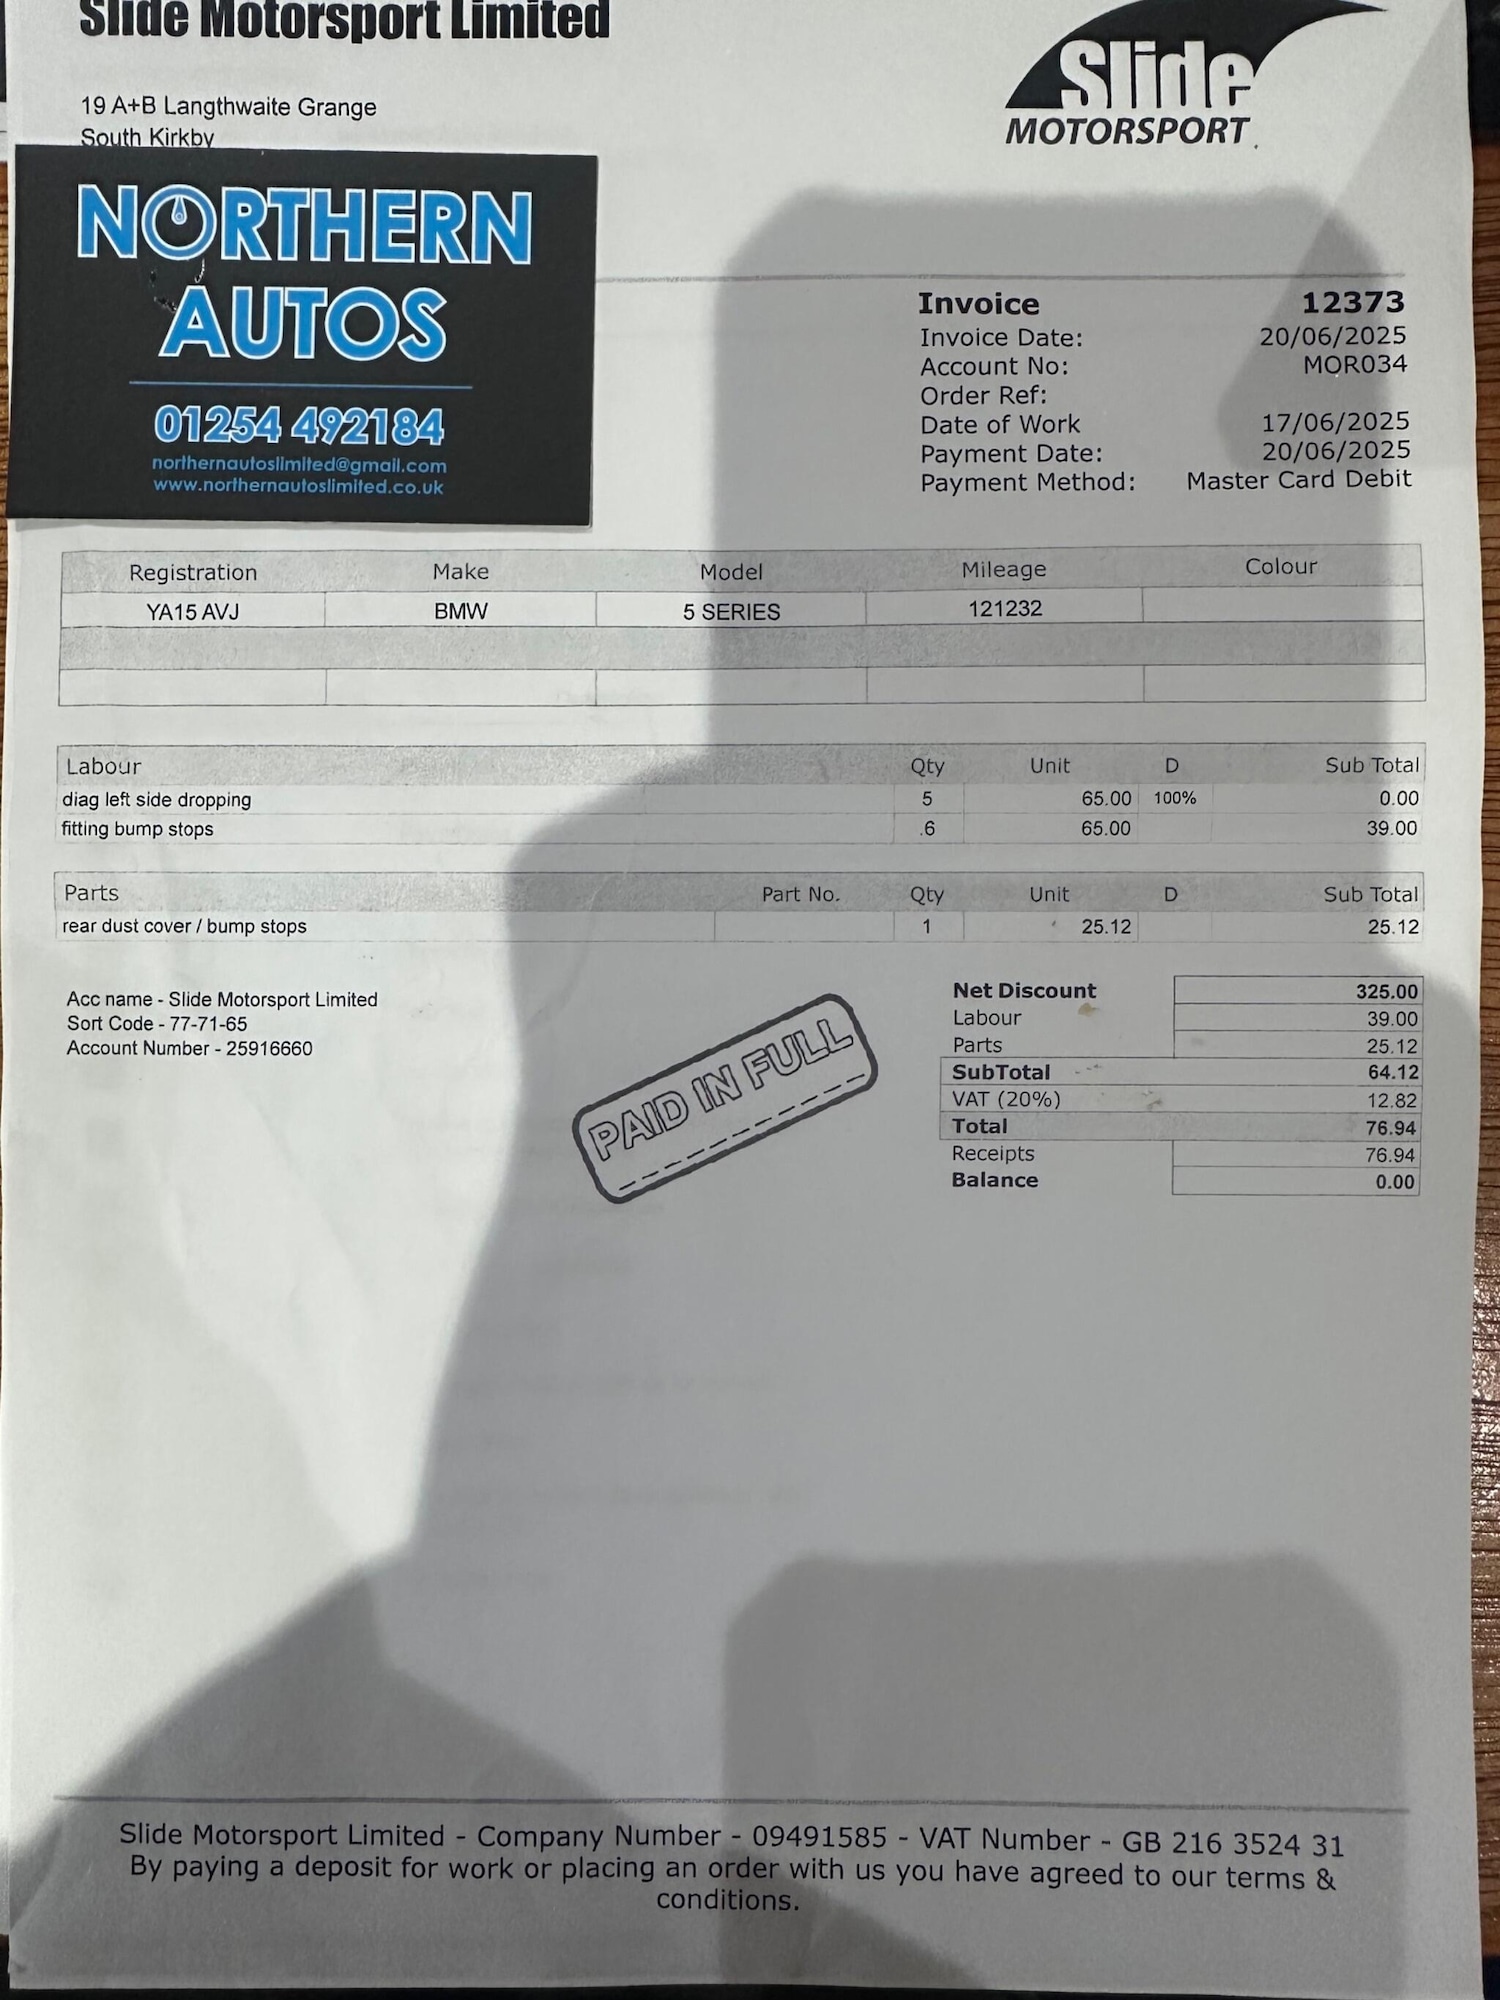 Slide Motorsport Limited
Slide
MOTORSPORT
19 A+B Langthwaite Grange
South Kirkby
NORTHERN
AUTOS
01254 492184
northernautoslimited@gmail.com
www.northernautoslimited.co.uk
Invoice 12373
Invoice Date: 20/06/2025
Account No: MOR034
Order Ref:
Date of Work 17/06/2025
Payment Date: 20/06/2025
Payment Method: Master Card Debit
Registration Make Model Mileage Colour
YA15 AVJ BMW 5 SERIES 121232
Labour Qty Unit D Sub Total
diag left side dropping 5 65.00 100% 0.00
fitting bump stops .6 65.00 39.00
Parts Part No. Qty Unit D Sub Total
rear dust cover / bump stops 1 25.12 25.12
Acc name - Slide Motorsport Limited
Sort Code - 77-71-65
Account Number - 25916660
PAID IN FULL
Net Discount 325.00
Labour 39.00
Parts 25.12
SubTotal 64.12
VAT (20%) 12.82
Total 76.94
Receipts 76.94
Balance 0.00
Slide Motorsport Limited - Company Number - 09491585 - VAT Number - GB 216 3524 31
By paying a deposit for work or placing an order with us you have agreed to our terms &
conditions.